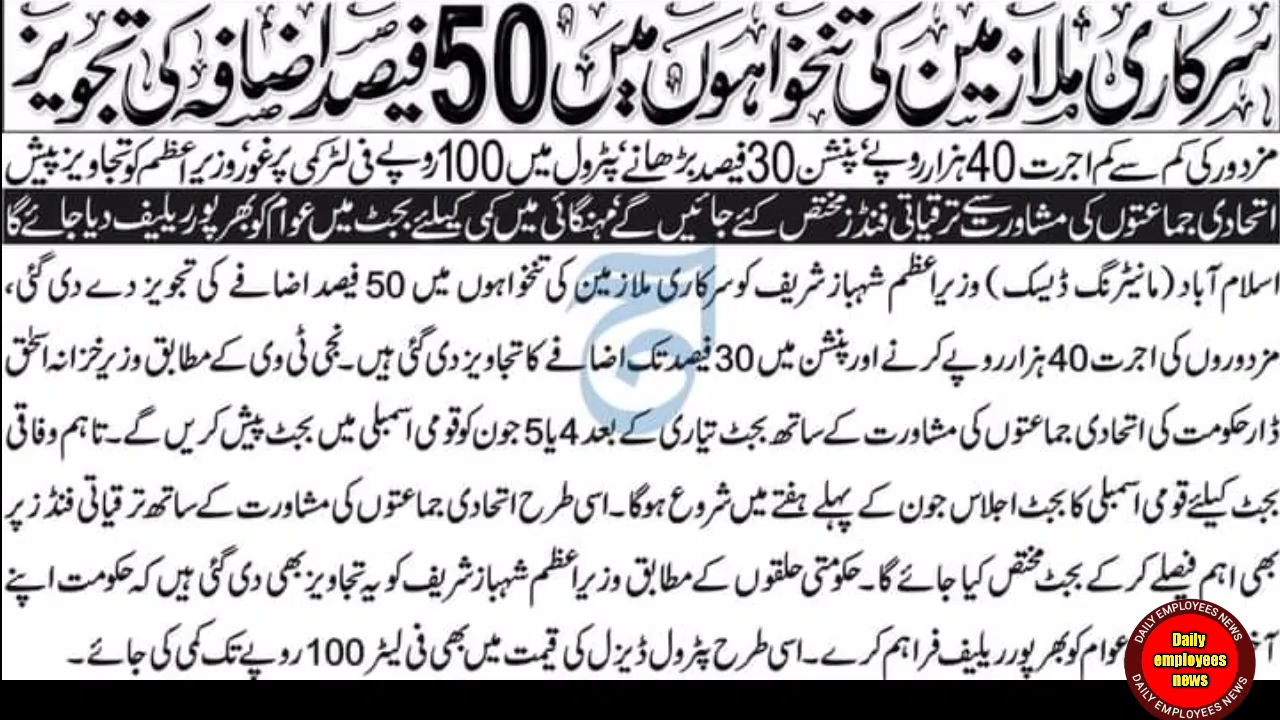 سرکاری ملازمین کی تنخواہوں میں 50 فیصد اضافہ کی تجویز
مزدور کی کم سے کم اجرت 40 ہزار روپے، پنشن 30 فیصد بڑھانے، پٹرول میں 100 روپے فی لٹر کمی پر غور، وزیراعظم کو تجاویز پیش
اتحادی جماعتوں کی مشاورت سے ترقیاتی فنڈز مختص کئے جائیں گے، مہنگائی میں کمی کیلئے بجٹ میں عوام کو بھرپور ریلیف دیا جائے گا
اسلام آباد (مانیٹرنگ ڈیسک) وزیراعظم شہباز شریف کو سرکاری ملازمین کی تنخواہوں میں 50 فیصد اضافے کی تجویز دے دی گئی،
مزدوروں کی اجرت 40 ہزار روپے کرنے اور پنشن میں 30 فیصد تک اضافے کا تجاویز دی گئی ہیں۔ نجی ٹی وی کے مطابق وزیر خزانہ اسحٰق
ڈار حکومت کی اتحادی جماعتوں کی مشاورت کے ساتھ بجٹ تیاری کے بعد 4 یا 5 جون کو قومی اسمبلی میں بجٹ پیش کریں گے۔ تاہم وفاقی
بجٹ کیلئے قومی اسمبلی کا بجٹ اجلاس جون کے پہلے ہفتے میں شروع ہوگا۔ اسی طرح اتحادی جماعتوں کی مشاورت کے ساتھ ترقیاتی فنڈز پر
بھی اہم فیصلے کرکے بجٹ مختص کیا جائے گا۔ حکومتی حلقوں کے مطابق وزیراعظم شہباز شریف کو یہ تجاویز بھی دی گئی ہیں کہ حکومت اپنے
عوام کو بھرپور ریلیف فراہم کرے۔ اسی طرح پٹرول ڈیزل کی قیمت میں بھی فی لیٹر 100 روپے تک کمی کی جائے۔
DAILY EMPLOYEES NEWS
Daily
employees
news
DAILY EMPLOYEES NEWS